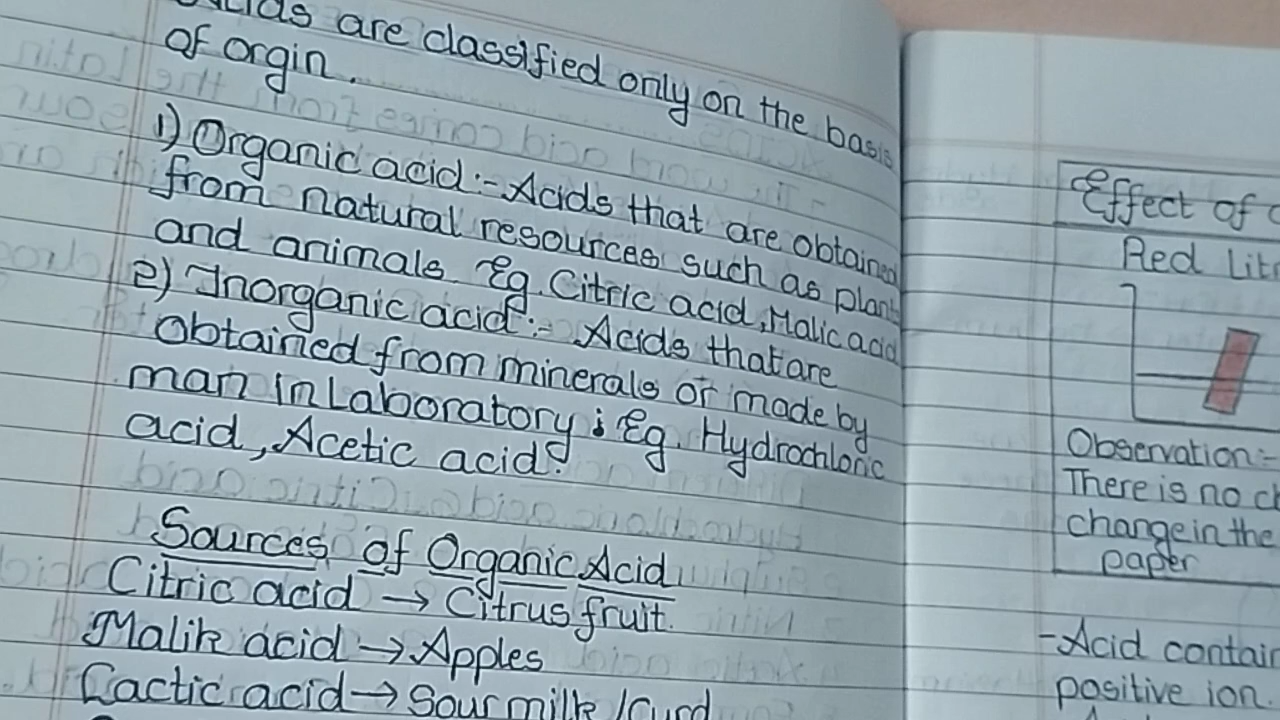 Acids are classified only on the basis
of orgin.
1) Organic acid :- Acids that are obtained
from natural resources such as plant
and animals Eg. Citric acid, Malic acid
2) Inorganic acid :- Acids that are
obtained from minerals or made by
man in Laboratory ; Eg. Hydrochloric
acid, Acetic acid.
Sources of Organic Acid
Citric acid → Citrus fruit.
Malik acid → Apples
Lactic acid → Sour milk / Curd
Effect of
Red Lit
Observation :-
There is no ch
change in the
paper
- Acid contain
positive ion.